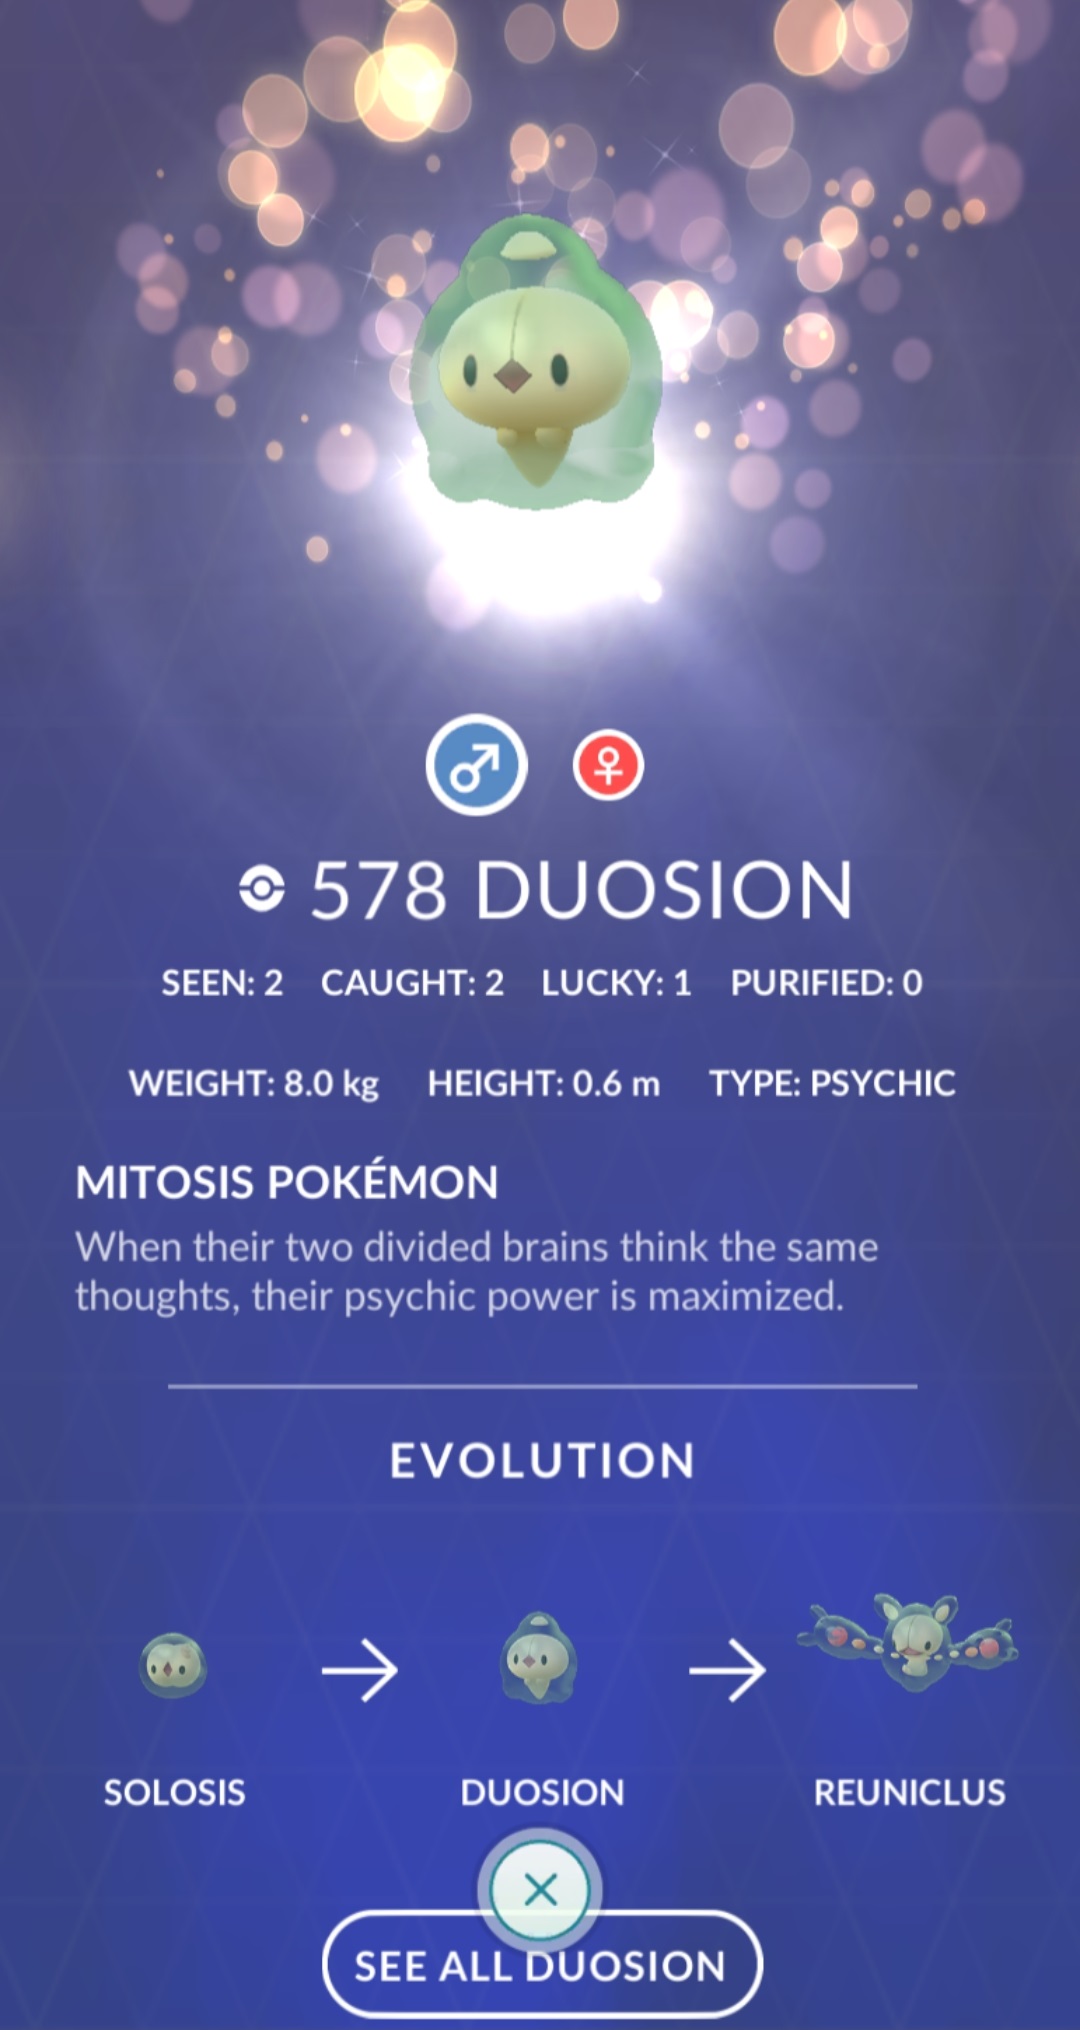 578 DUOSION
SEEN: 2 CAUGHT: 2 LUCKY: 1 PURIFIED: 0
WEIGHT: 8.0 kg HEIGHT: 0.6 m TYPE: PSYCHIC
MITOSIS POKÉMON
When their two divided brains think the same
thoughts, their psychic power is maximized.
EVOLUTION
SOLOSIS DUOSION REUNICLUS
SEE ALL DUOSION